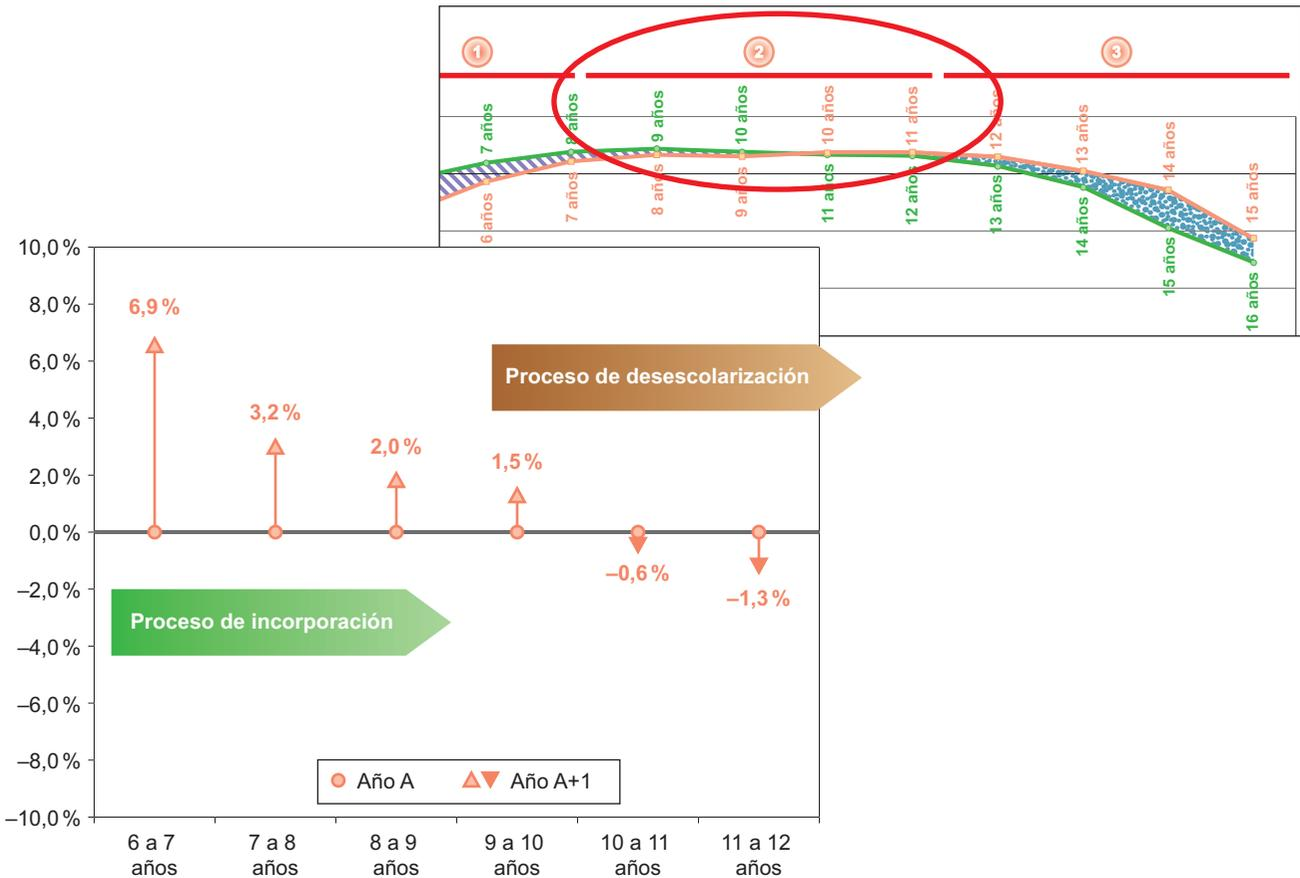 1
2
3
7 años
8 años
9 años
10 años
10 años
11 años
12 años
13 años
14 años
15 años
6 años
7 años
8 años
9 años
11 años
12 años
13 años
14 años
15 años
16 años
10,0 %
8,0 %
6,0 %
4,0 %
2,0 %
0,0 %
–2,0 %
–4,0 %
–6,0 %
–8,0 %
–10,0 %
6,9 %
3,2 %
2,0 %
1,5 %
–0,6 %
–1,3 %
Proceso de desescolarización
Proceso de incorporación
Año A
Año A+1
6 a 7
años
7 a 8
años
8 a 9
años
9 a 10
años
10 a 11
años
11 a 12
años